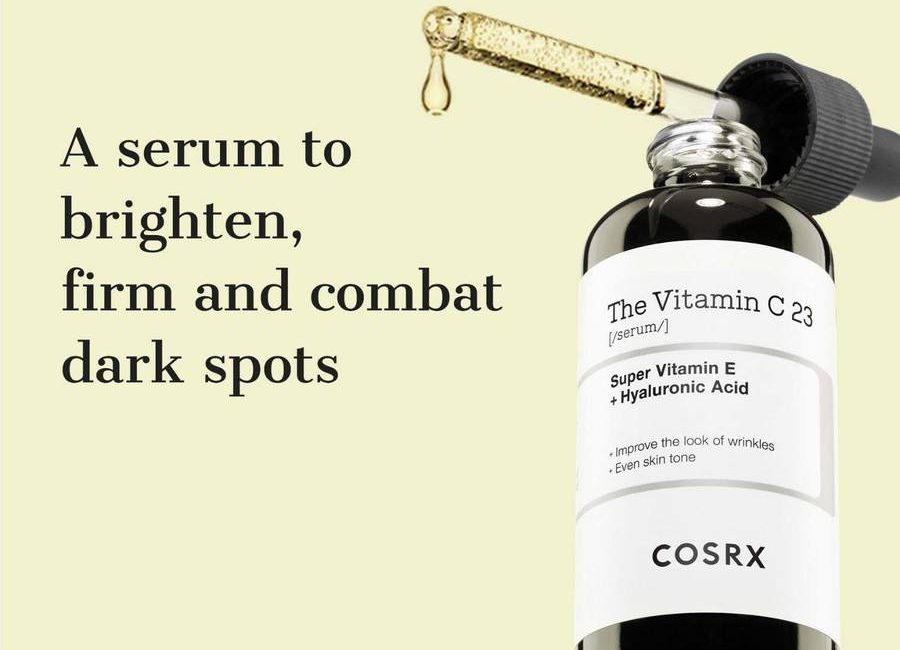 A serum to
brighten,
firm and combat
dark spots
The Vitamin C 23
[/serum/]
Super Vitamin E
+ Hyaluronic Acid
+ Improve the look of wrinkles
+ Even skin tone
COSRX